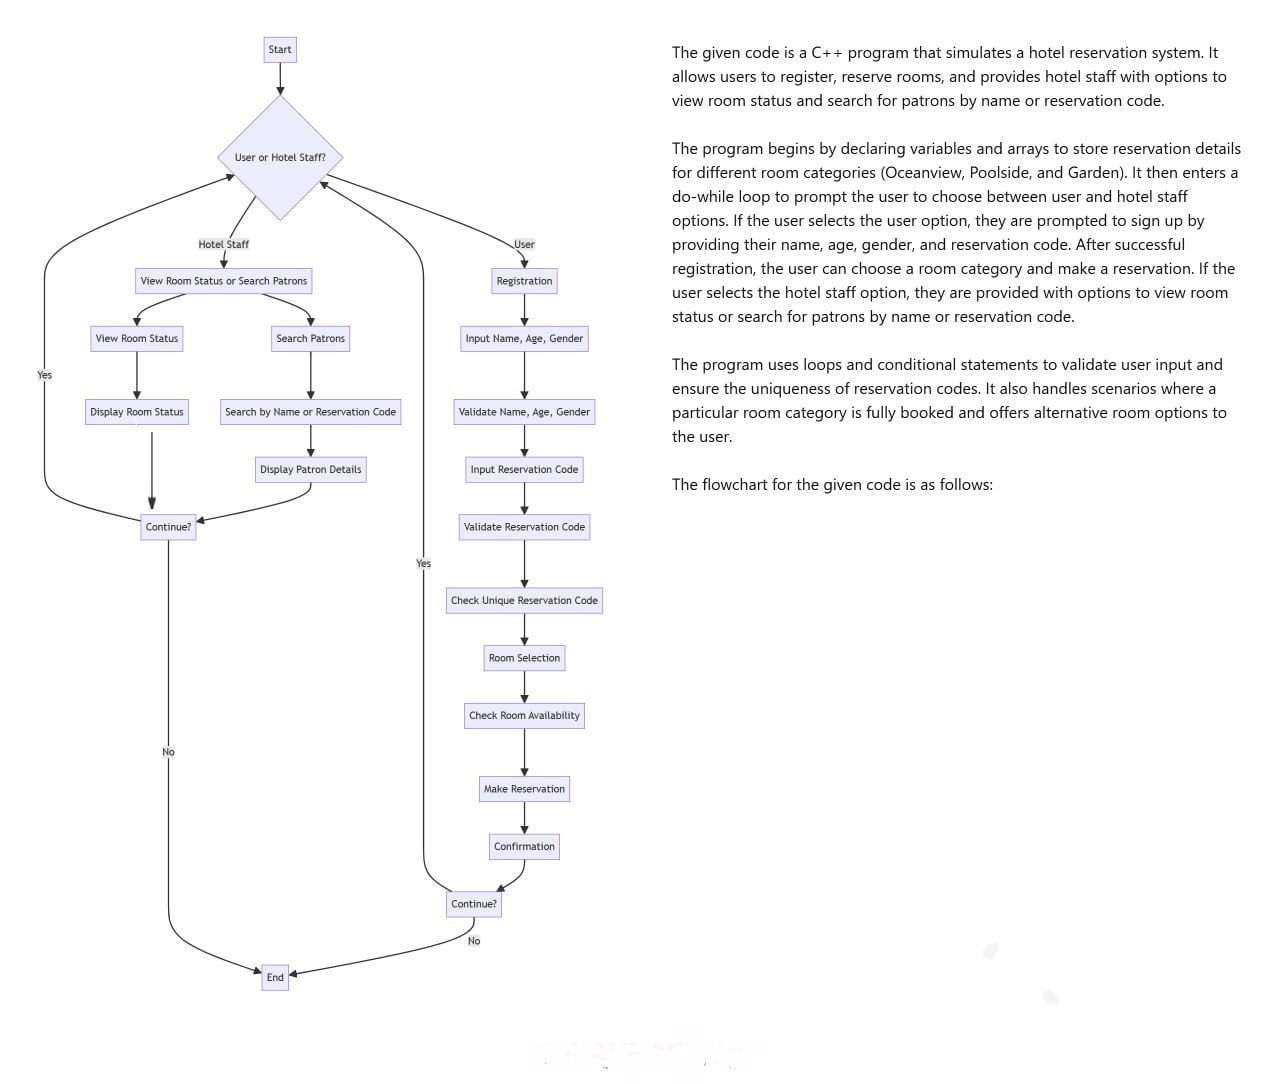 Start
User or Hotel Staff?
Hotel Staff
User
View Room Status or Search Patrons
Registration
View Room Status
Search Patrons
Input Name, Age, Gender
Yes
Display Room Status
Search by Name or Reservation Code
Validate Name, Age, Gender
Display Patron Details
Input Reservation Code
Continue?
Validate Reservation Code
Yes
Check Unique Reservation Code
Room Selection
Check Room Availability
No
Make Reservation
Confirmation
Continue?
No
End
The given code is a C++ program that simulates a hotel reservation system. It
allows users to register, reserve rooms, and provides hotel staff with options to
view room status and search for patrons by name or reservation code.
The program begins by declaring variables and arrays to store reservation details
for different room categories (Oceanview, Poolside, and Garden). It then enters a
do-while loop to prompt the user to choose between user and hotel staff
options. If the user selects the user option, they are prompted to sign up by
providing their name, age, gender, and reservation code. After successful
registration, the user can choose a room category and make a reservation. If the
user selects the hotel staff option, they are provided with options to view room
status or search for patrons by name or reservation code.
The program uses loops and conditional statements to validate user input and
ensure the uniqueness of reservation codes. It also handles scenarios where a
particular room category is fully booked and offers alternative room options to
the user.
The flowchart for the given code is as follows: